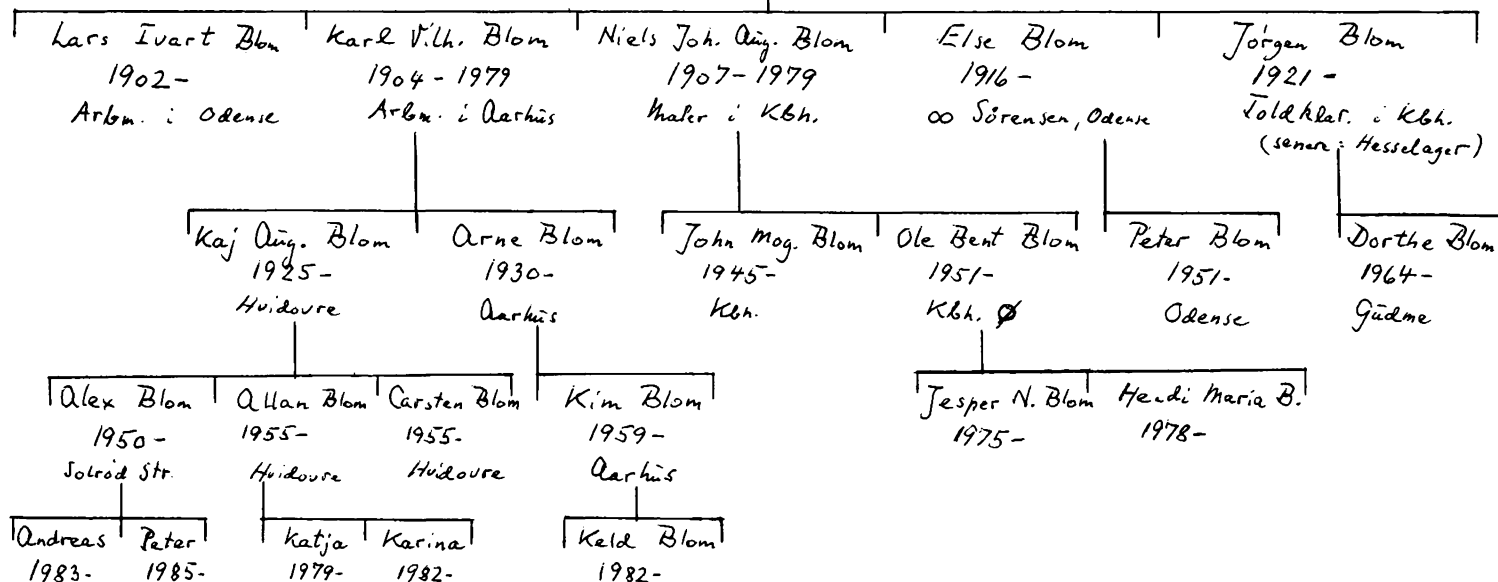 Lars Ivart Blom
1902-
Arbm. i Odense
Karl Vilh. Blom
1904-1979
Arbm. i Aarhus
Niels Joh. Aug. Blom
1907-1979
Maler i Kbh.
Else Blom
1916-
∞ Sörensen, Odense
Jörgen Blom
1921-
Toldklar. i Kbh.
(senere: Hesselager)
Kaj Aug. Blom
1925-
Hvidovre
Arne Blom
1930-
Aarhus
John Mog. Blom
1945-
Kbn.
Ole Bent Blom
1951-
Kbh. Ø
Peter Blom
1951-
Odense
Dorthe Blom
1964-
Gudme
Alex Blom
1950-
Solröd Str.
Allan Blom
1955-
Hvidovre
Carsten Blom
1955-
Hvidovre
Kim Blom
1959-
Aarhus
Jesper N. Blom
1975-
Heidi Maria B.
1978-
Andreas
1983-
Peter
1985-
Katja
1979-
Karina
1982-
Keld Blom
1982-